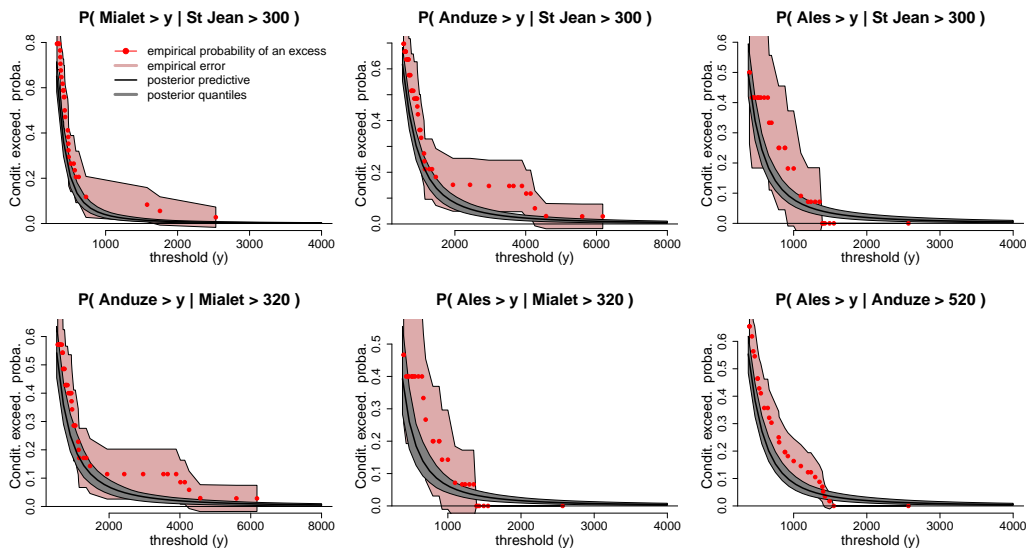 P( Mialet > y | St Jean > 300 )
Condit. exceed. proba.
0.0 0.2 0.4 0.6 0.8
empirical probability of an excess
empirical error
posterior predictive
posterior quantiles
1000 2000 3000 4000
threshold (y)
P( Anduze > y | St Jean > 300 )
Condit. exceed. proba.
0.0 0.2 0.4 0.6
2000 4000 6000 8000
threshold (y)
P( Ales > y | St Jean > 300 )
Condit. exceed. proba.
0.0 0.1 0.2 0.3 0.4 0.5 0.6
1000 2000 3000 4000
threshold (y)
P( Anduze > y | Mialet > 320 )
Condit. exceed. proba.
0.0 0.1 0.2 0.3 0.4 0.5 0.6
2000 4000 6000 8000
threshold (y)
P( Ales > y | Mialet > 320 )
Condit. exceed. proba.
0.0 0.1 0.2 0.3 0.4 0.5
1000 2000 3000 4000
threshold (y)
P( Ales > y | Anduze > 520 )
Condit. exceed. proba.
0.0 0.1 0.2 0.3 0.4 0.5 0.6
1000 2000 3000 4000
threshold (y)